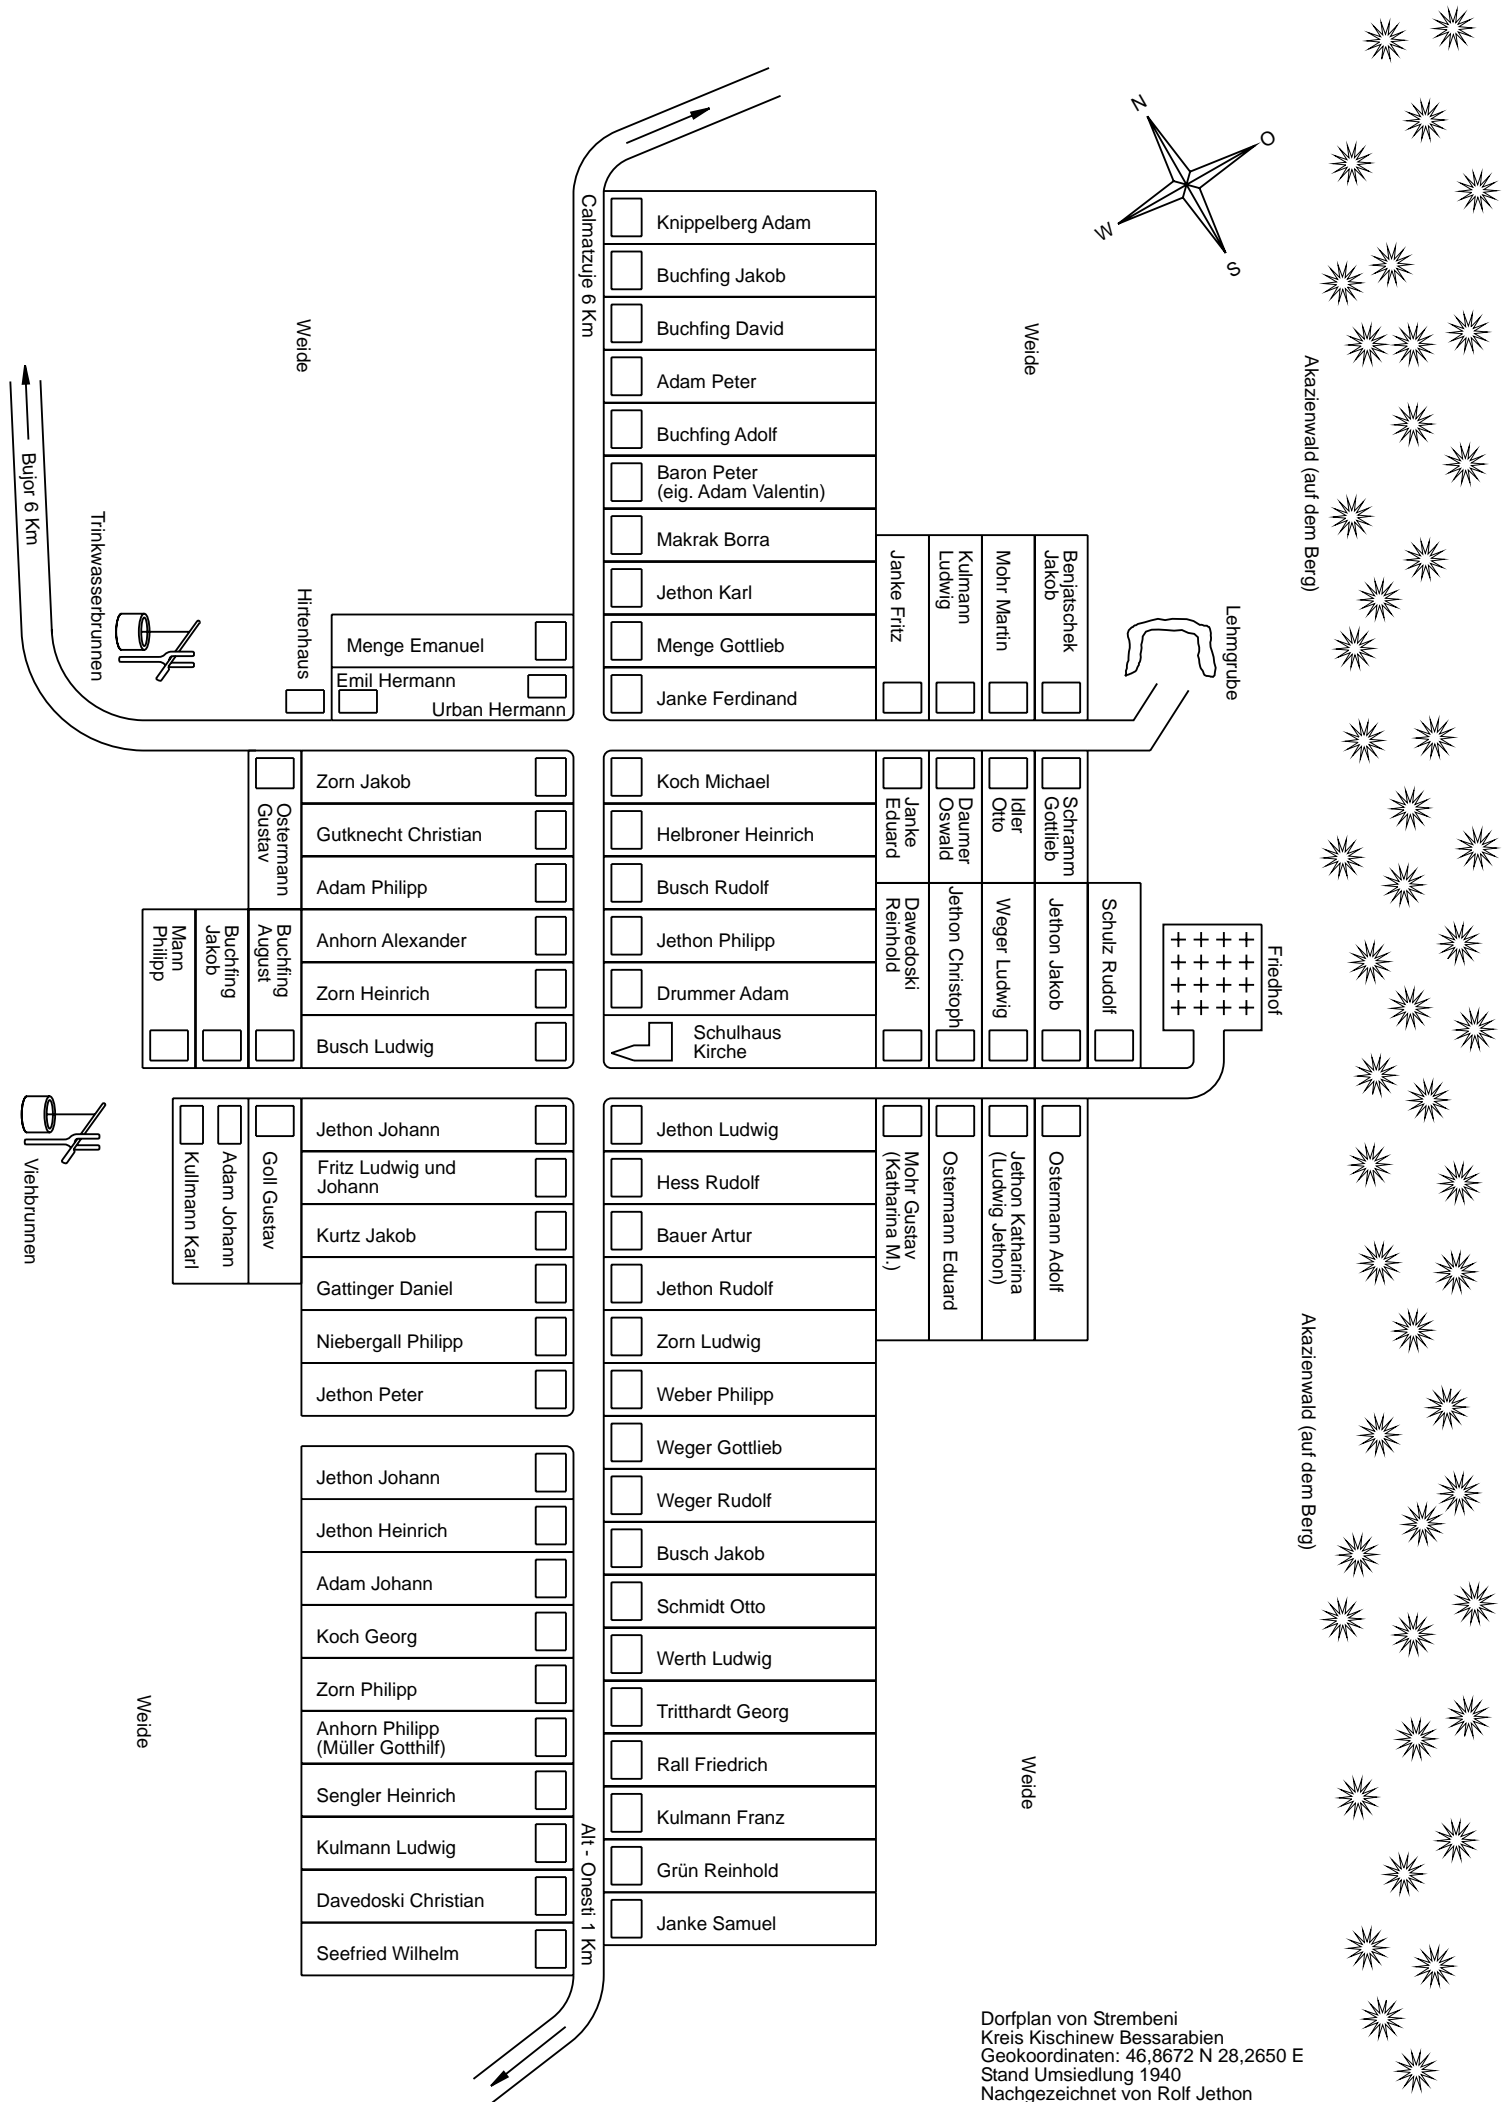 N
O
W
S
Calmatzuje 6 Km
Knippelberg Adam
Buchfing Jakob
Buchfing David
Adam Peter
Buchfing Adolf
Baron Peter
(eig. Adam Valentin)
Makrak Borra
Jethon Karl
Menge Gottlieb
Janke Ferdinand
Weide
Weide
Akazienwald (auf dem Berg)
Bujor 6 Km
Trinkwasserbrunnen
Hirtenhaus
Menge Emanuel
Emil Hermann
Urban Hermann
Janke Fritz
Kulmann
Ludwig
Mohr Martin
Benjatschek
Jakob
Lehmgrube
Zorn Jakob
Gutknecht Christian
Adam Philipp
Anhorn Alexander
Zorn Heinrich
Busch Ludwig
Ostermann
Gustav
Mann
Philipp
Buchfing
Jakob
Buchfing
August
Koch Michael
Helbroner Heinrich
Busch Rudolf
Jethon Philipp
Drummer Adam
Schulhaus
Kirche
Janke
Eduard
Daumer
Oswald
Idler
Otto
Schramm
Gottlieb
Dawedoski
Reinhold
Jethon Christoph
Weger Ludwig
Jethon Jakob
Schulz Rudolf
Friedhof
Viehbrunnen
Kullmann Karl
Adam Johann
Goll Gustav
Jethon Johann
Fritz Ludwig und
Johann
Kurtz Jakob
Gattinger Daniel
Niebergall Philipp
Jethon Peter
Jethon Ludwig
Hess Rudolf
Bauer Artur
Jethon Rudolf
Zorn Ludwig
Weber Philipp
Weger Gottlieb
Weger Rudolf
Busch Jakob
Schmidt Otto
Werth Ludwig
Tritthardt Georg
Rall Friedrich
Kulmann Franz
Grün Reinhold
Janke Samuel
Mohr Gustav
(Katharina M.)
Ostermann Eduard
Jethon Katharina
(Ludwig Jethon)
Ostermann Adolf
Akazienwald (auf dem Berg)
Jethon Johann
Jethon Heinrich
Adam Johann
Koch Georg
Zorn Philipp
Anhorn Philipp
(Müller Gotthilf)
Sengler Heinrich
Kulmann Ludwig
Davedoski Christian
Seefried Wilhelm
Weide
Weide
Alt - Onesti 1 Km
Dorfplan von Strembeni
Kreis Kischinew Bessarabien
Geokoordinaten: 46,8672 N 28,2650 E
Stand Umsiedlung 1940
Nachgezeichnet von Rolf Jethon